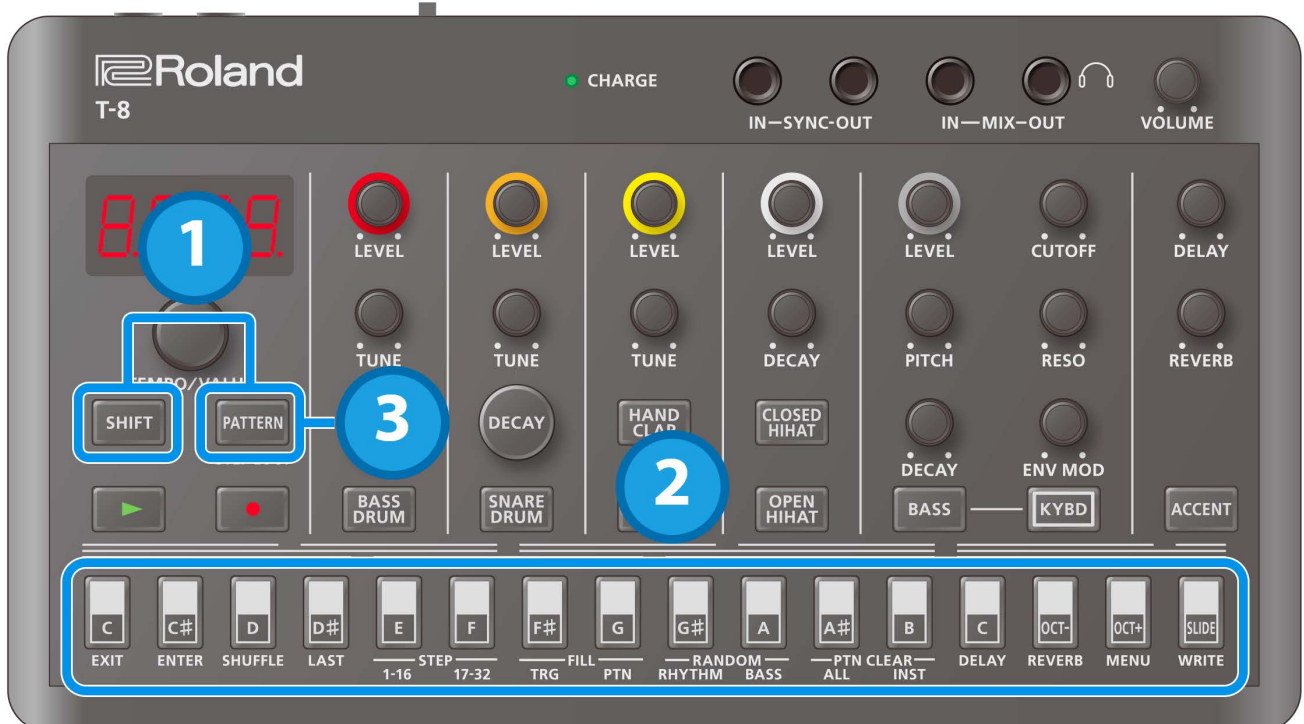 Roland
T-8
CHARGE
IN-SYNC-OUT
IN-MIX-OUT
VOLUME
8.
1
LEVEL
LEVEL
LEVEL
LEVEL
LEVEL
CUTOFF
DELAY
TUNE
TUNE
TUNE
DECAY
PITCH
RESO
REVERB
SHIFT
PATTERN
3
DECAY
HAND
CLOSED
HIHAT
DECAY
ENV MOD
2
BASS
DRUM
SNARE
DRUM
OPEN
HIHAT
BASS
KYBD
ACCENT
C
C#
D
D#
E
F
F#
G
G#
A
A#
B
C
OCT-
OCT+
SLIDE
EXIT
ENTER
SHUFFLE
LAST
STEP
1-16
17-32
FILL
TRG
PTN
RANDOM
RHYTHM
BASS
PTN CLEAR
ALL
INST
DELAY
REVERB
MENU
WRITE